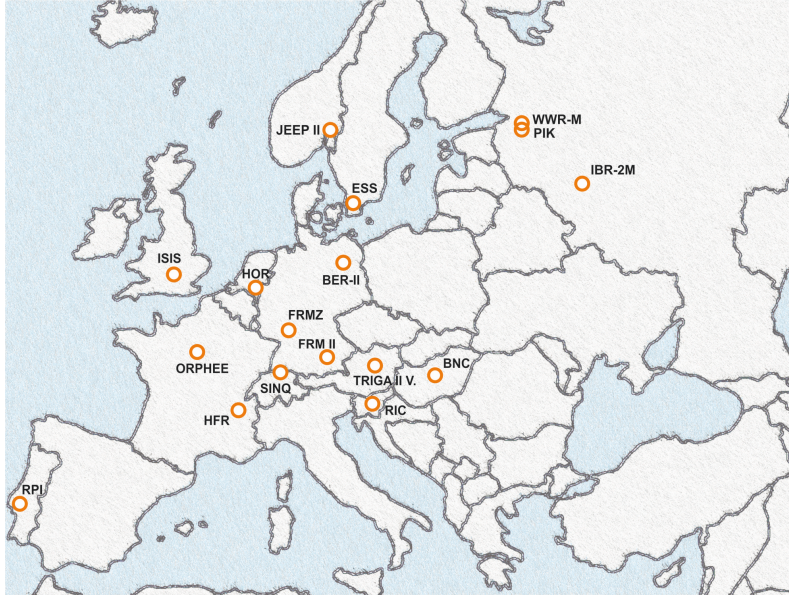 WWR-M
JEEP II
PIK
IBR-2M
ESS
ISIS
HOR
BER-II
FRMZ
FRM II
ORPHEE
BNC
SINQ
TRIGA II V.
RIC
HFR
RPI